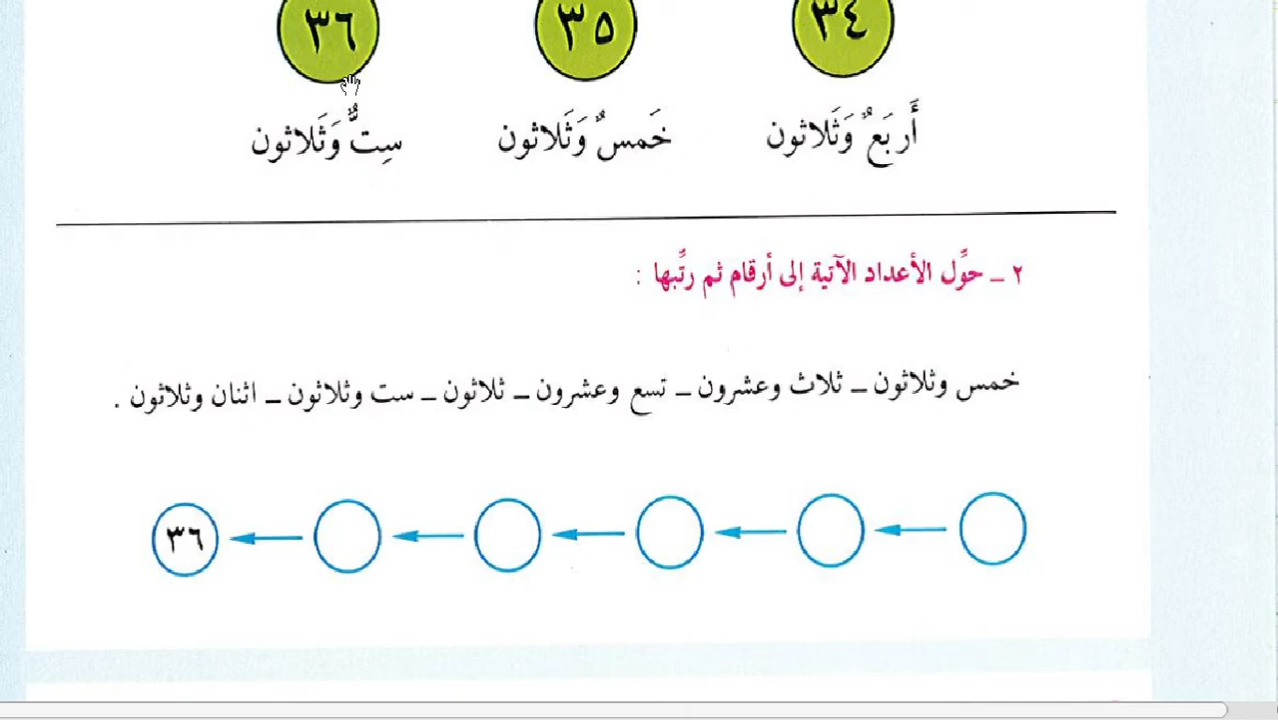 ٣٤ ٣٥ ٣٦
أَربَعٌ وَثَلاثون خَمسٌ وَثَلاثون سِتٌّ وَثَلاثون
٢ ـ حوِّل الأعداد الآتية إلى أرقام ثم رتِّبها :
خمس وثلاثون ـ ثلاث وعشرون ـ تسع وعشرون ـ ثلاثون ـ ست وثلاثون ـ اثنان وثلاثون .
٣٦